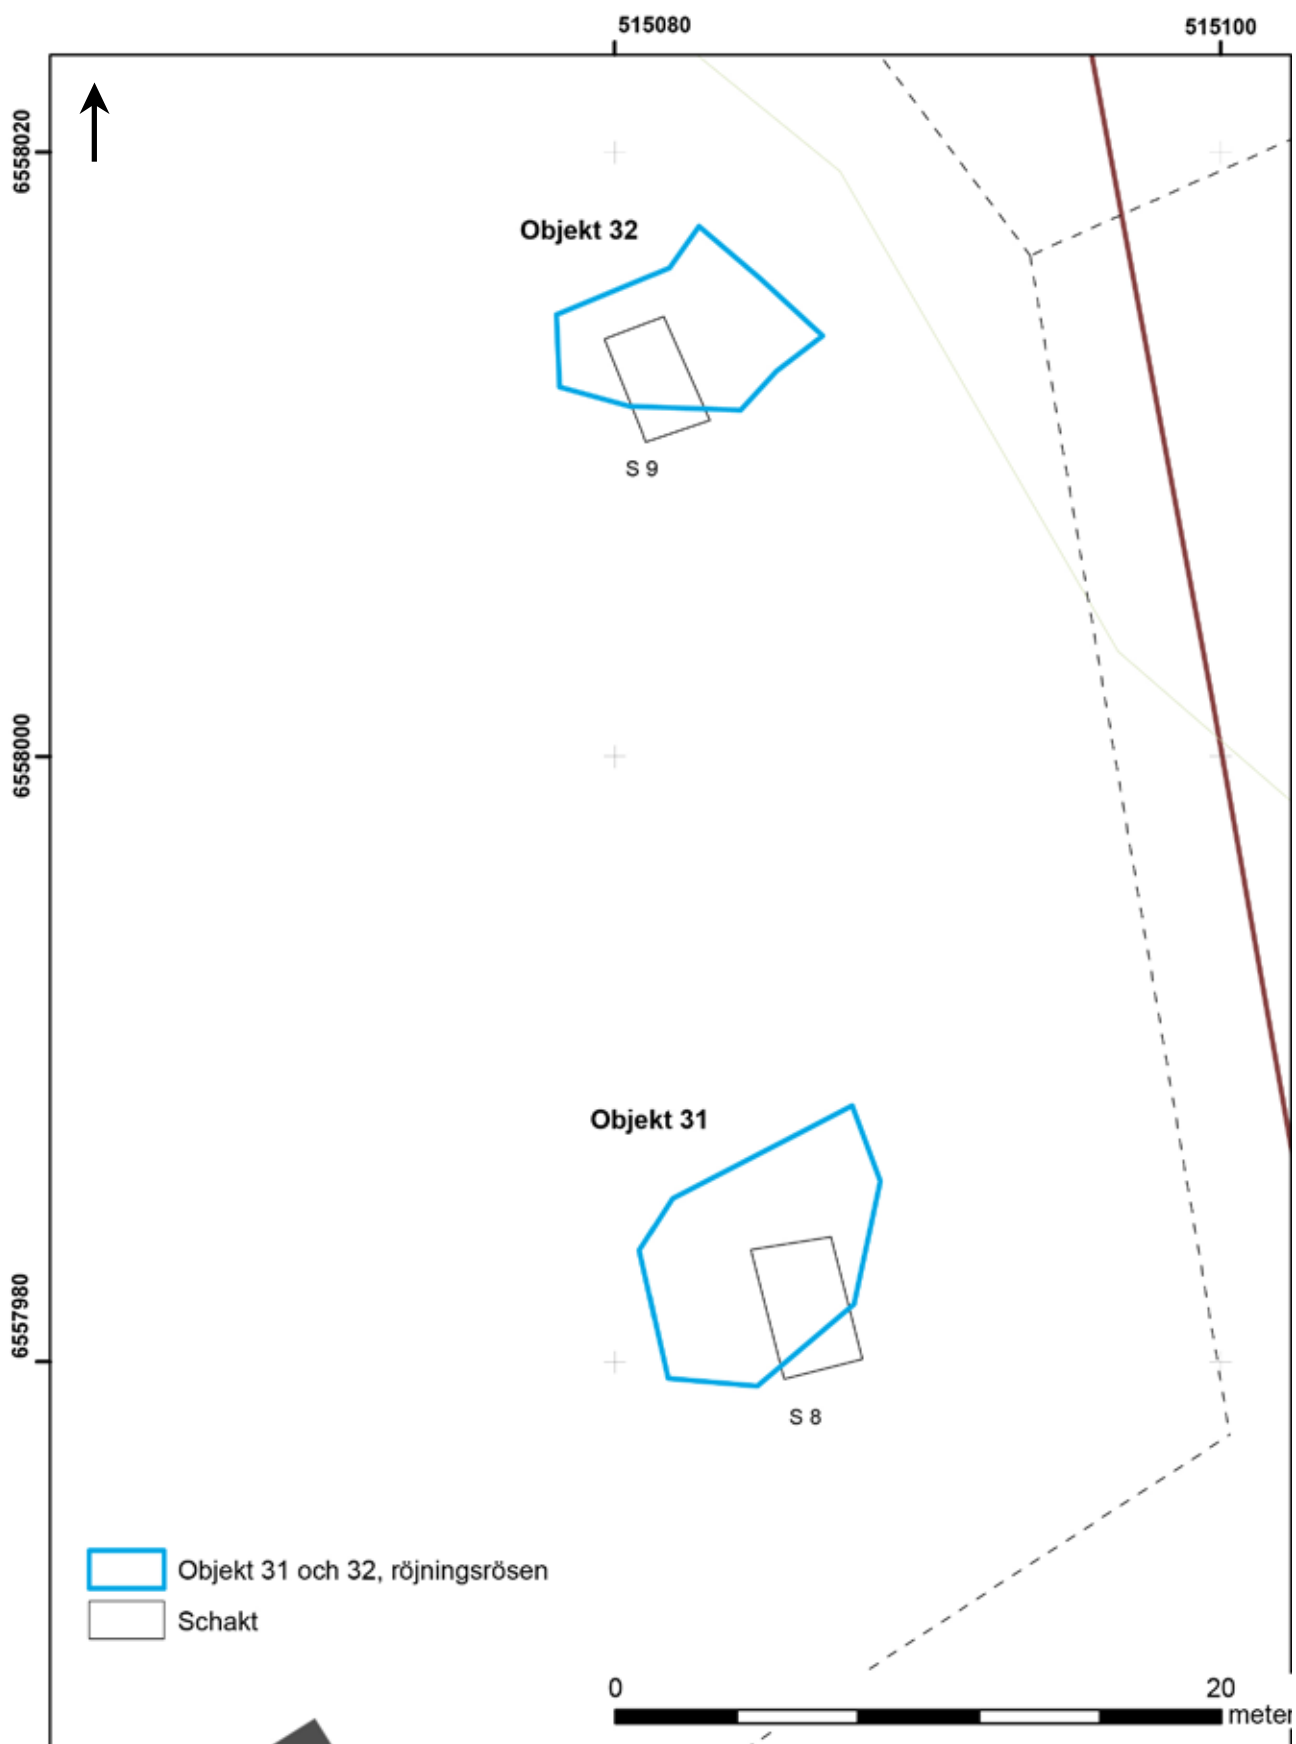 515080
515100
6558020
Objekt 32
S 9
6558000
Objekt 31
6557980
S 8
Objekt 31 och 32, röjningsrösen
Schakt
0
20
meter